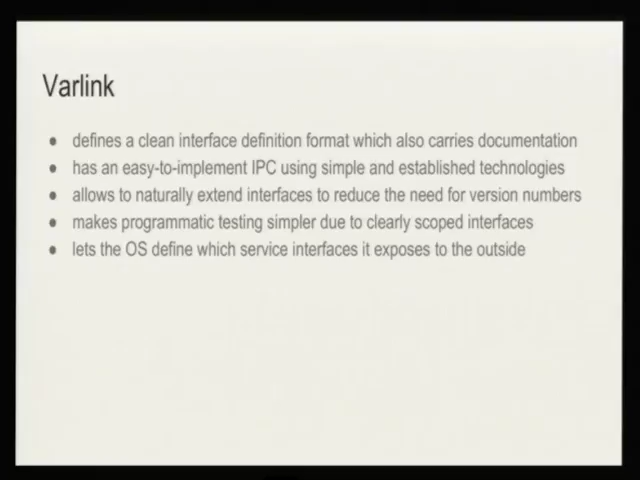 Varlink
● defines a clean interface definition format which also carries documentation
● has an easy-to-implement IPC using simple and established technologies
● allows to naturally extend interfaces to reduce the need for version numbers
● makes programmatic testing simpler due to clearly scoped interfaces
● lets the OS define which service interfaces it exposes to the outside